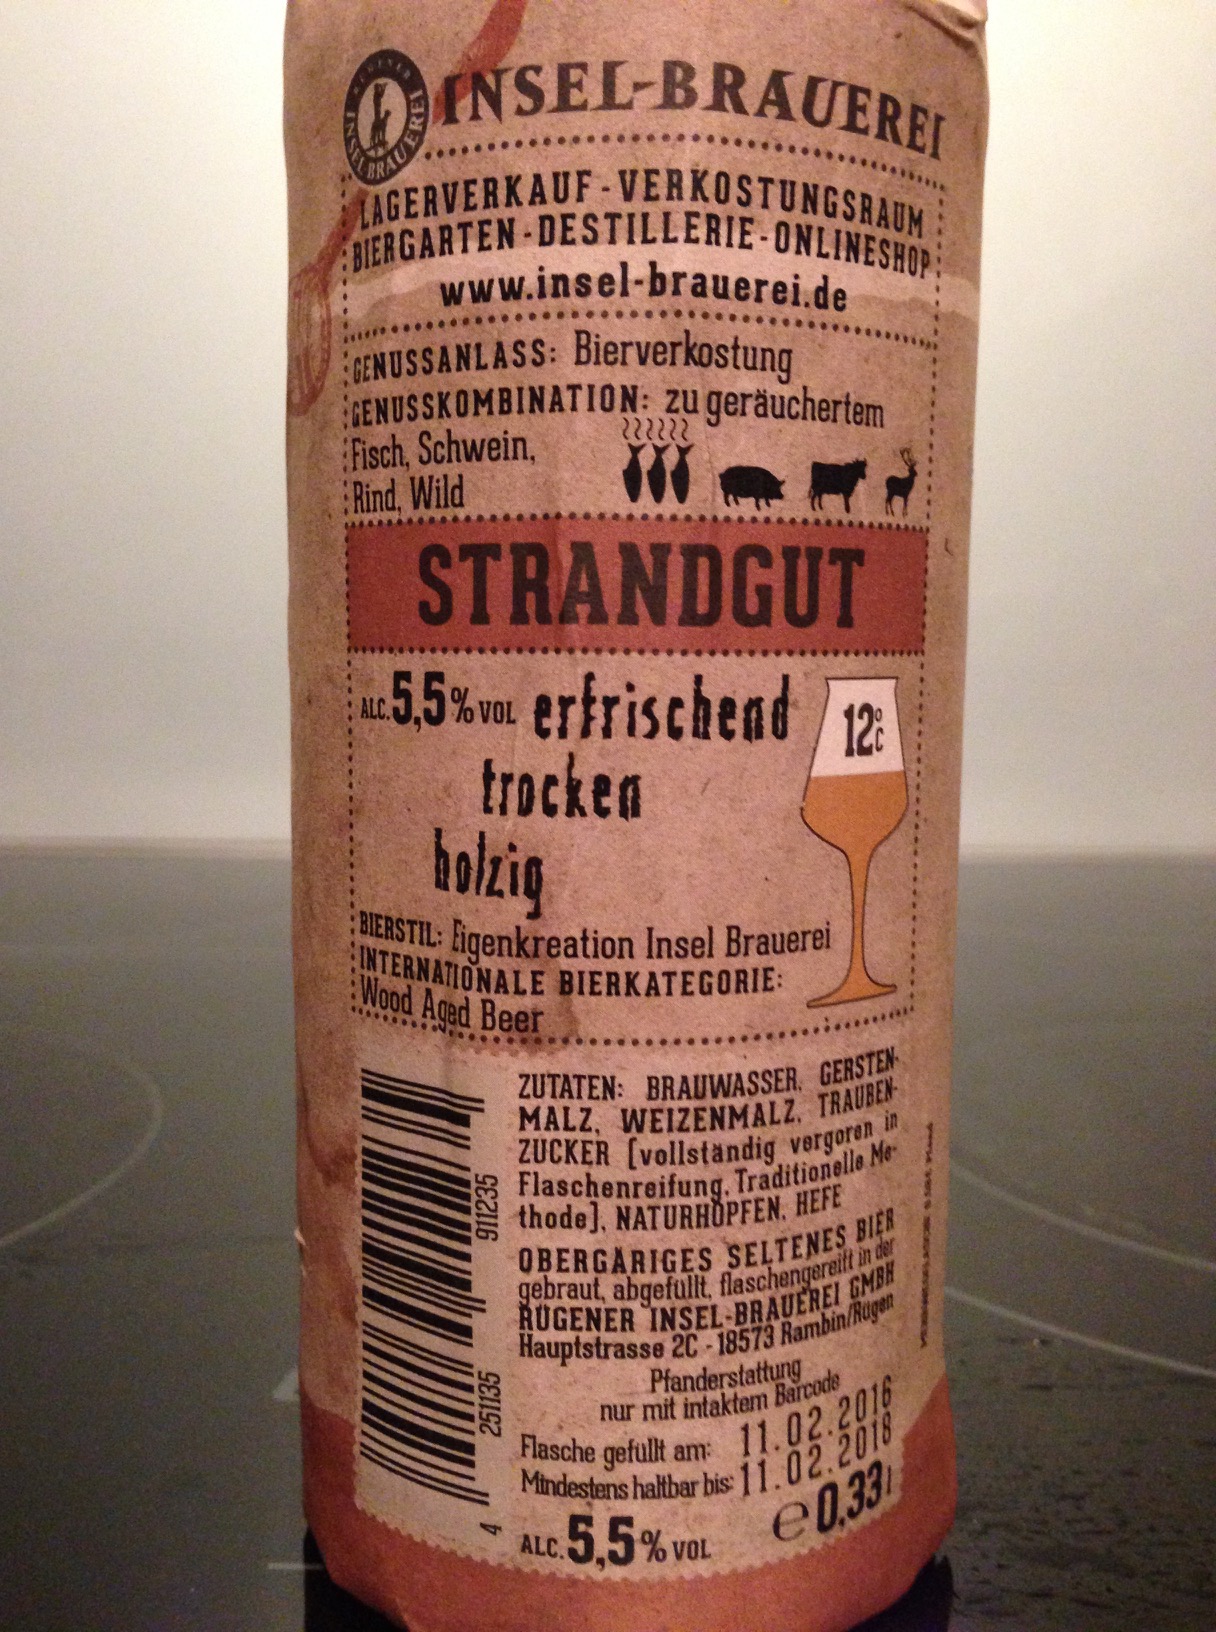 INSEL-BRAUEREI
INSEL-BRAUEREI
LAGERVERKAUF - VERKOSTUNGSRAUM
BIERGARTEN - DESTILLERIE - ONLINESHOP
www.insel-brauerei.de
GENUSSANLASS: Bierverkostung
GENUSSKOMBINATION: zu geräuchertem
Fisch, Schwein,
Rind, Wild
STRANDGUT
ALC. 5,5% VOL erfrischend
12°C
trocken
holzig
BIERSTIL: Eigenkreation Insel Brauerei
INTERNATIONALE BIERKATEGORIE:
Wood Aged Beer
ZUTATEN: BRAUWASSER, GERSTEN-
MALZ, WEIZENMALZ, TRAUBEN-
ZUCKER [vollständig vergoren in
Flaschenreifung, Traditionelle Me-
thode], NATURHOPFEN, HEFE
OBERGÄRIGES SELTENES BIER
gebraut, abgefüllt, flaschengereift in der
RÜGENER INSEL-BRAUEREI GMBH
Hauptstrasse 2C - 18573 Rambin/Rügen
Pfanderstattung
nur mit intaktem Barcode
Flasche gefüllt am: 11.02.2016
Mindestens haltbar bis: 11.02.2018
ALC. 5,5% VOL e 0,33l
4 251135 911235